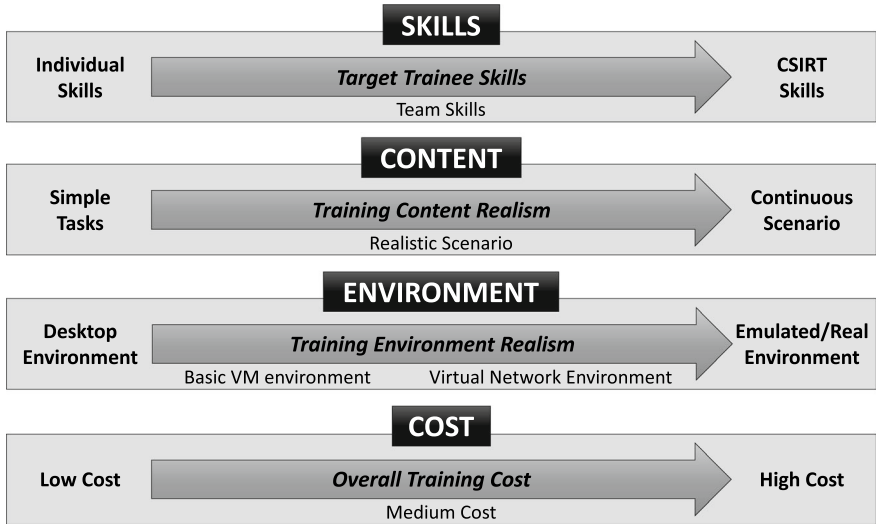 SKILLS
Individual
Skills
Target Trainee Skills
Team Skills
CSIRT
Skills
CONTENT
Simple
Tasks
Training Content Realism
Realistic Scenario
Continuous
Scenario
ENVIRONMENT
Desktop
Environment
Training Environment Realism
Basic VM environment
Virtual Network Environment
Emulated/Real
Environment
COST
Low Cost
Overall Training Cost
Medium Cost
High Cost